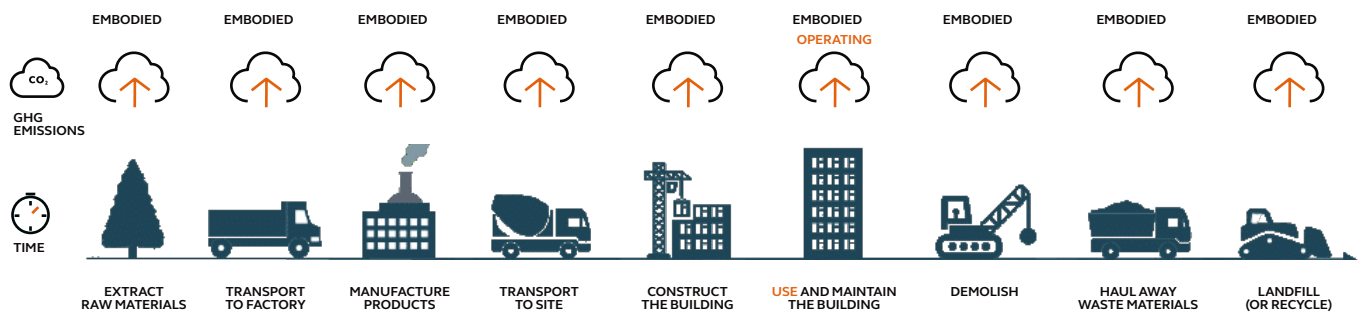 EMBODIED EMBODIED EMBODIED EMBODIED EMBODIED EMBODIED EMBODIED EMBODIED EMBODIED
OPERATING
CO₂
GHG
EMISSIONS
TIME
EXTRACT
RAW MATERIALS
TRANSPORT
TO FACTORY
MANUFACTURE
PRODUCTS
TRANSPORT
TO SITE
CONSTRUCT
THE BUILDING
USE AND MAINTAIN
THE BUILDING
DEMOLISH
HAUL AWAY
WASTE MATERIALS
LANDFILL
(OR RECYCLE)